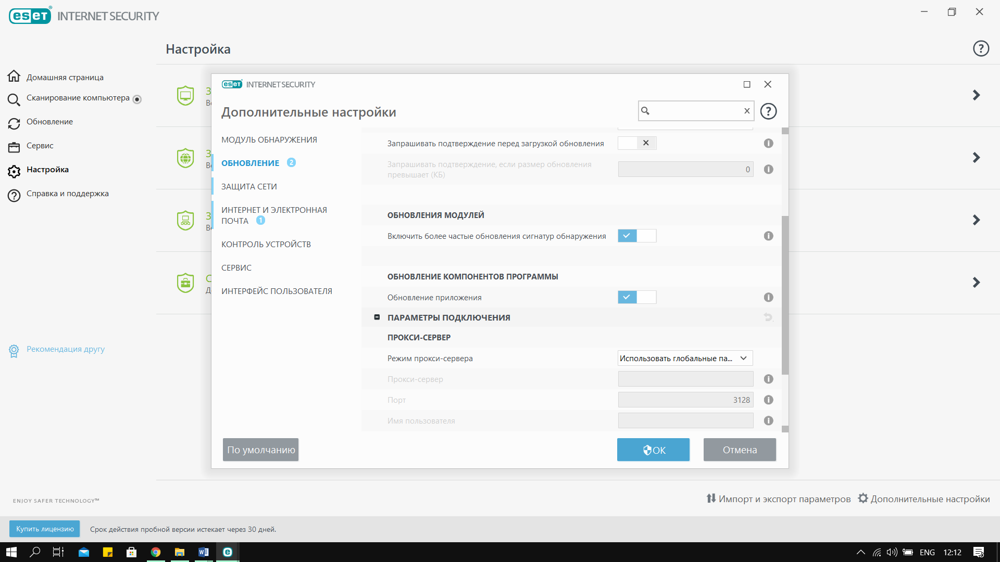 eset INTERNET SECURITY
Настройка
Домашняя страница
Сканирование компьютера
Обновление
Сервис
Настройка
Справка и поддержка
Рекомендация другу
eset INTERNET SECURITY
Дополнительные настройки
x
МОДУЛЬ ОБНАРУЖЕНИЯ
ОБНОВЛЕНИЕ 2
ЗАЩИТА СЕТИ
ИНТЕРНЕТ И ЭЛЕКТРОННАЯ
ПОЧТА 1
КОНТРОЛЬ УСТРОЙСТВ
СЕРВИС
ИНТЕРФЕЙС ПОЛЬЗОВАТЕЛЯ
Запрашивать подтверждение перед загрузкой обновления
Запрашивать подтверждение, если размер обновления
превышает (КБ)
0
ОБНОВЛЕНИЯ МОДУЛЕЙ
Включить более частые обновления сигнатур обнаружения
ОБНОВЛЕНИЕ КОМПОНЕНТОВ ПРОГРАММЫ
Обновление приложения
ПАРАМЕТРЫ ПОДКЛЮЧЕНИЯ
ПРОКСИ-СЕРВЕР
Режим прокси-сервера Использовать глобальные па...
Прокси-сервер
Порт 3128
Имя пользователя
По умолчанию
ОК
Отмена
ENJOY SAFER TECHNOLOGY™
Импорт и экспорт параметров
Дополнительные настройки
Купить лицензию
Срок действия пробной версии истекает через 30 дней.
ENG 12:12